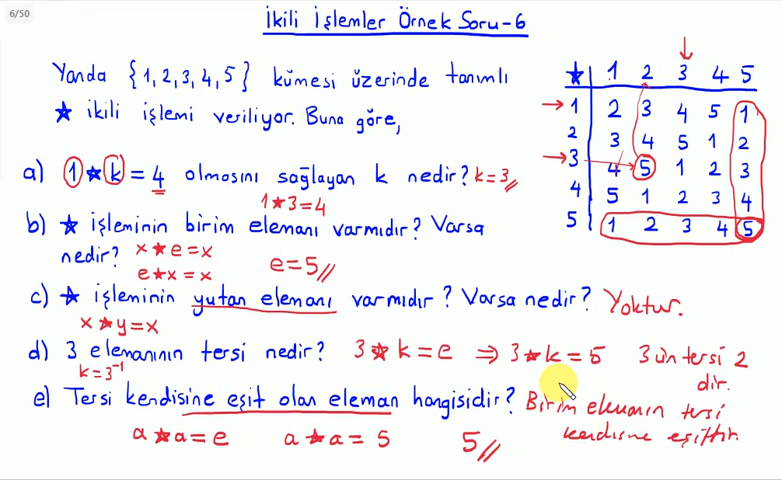 6/50
İkili İşlemler Örnek Soru-6
Yanda {1,2,3,4,5} kümesi üzerinde tanımlı
★ ikili işlemi veriliyor. Buna göre,
★ 1 2 3 4 5
1 2 3 4 5 1
2 3 4 5 1 2
3 4 5 1 2 3
4 5 1 2 3 4
5 1 2 3 4 5
a) 1 ★ k = 4 olmasını sağlayan k nedir? k=3
1★3=4
b) ★ işleminin birim elemanı varmıdır? Varsa
nedir? x★e=x
e★x=x
e=5
c) ★ işleminin yutan elemanı varmıdır? Varsa nedir? Yoktur.
x★y=x
d) 3 elemanının tersi nedir? 3★k=e ⇒ 3★k=5 3ün tersi 2
dir.
k=3⁻¹
e) Tersi kendisine eşit olan eleman hangisidir? Birim elemanın tersi
kendisine eşittir.
a★a=e a★a=5 5